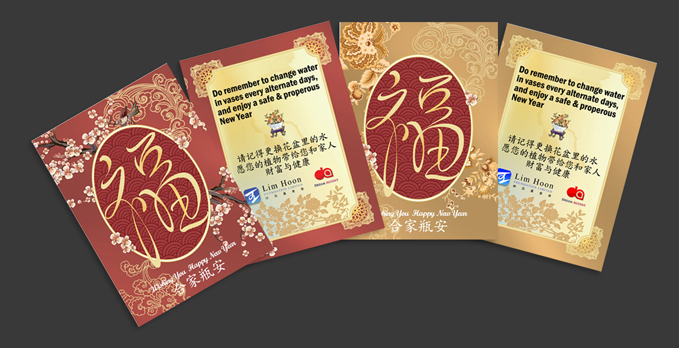 福
Wishing You Happy New Year
合家瓶安
Do remember to change water
in vases every alternate days,
and enjoy a safe & properous
New Year
请记得更换花盆里的水
愿您的植物带给您和家人
财富与健康
Lim Hoon
福
You Happy New Year
合家瓶安
Do remember to change water
in vases every alternate days,
and enjoy a safe & properous
New Year
请记得更换花盆里的水
愿您的植物带给您和家人
财富与健康
Lim Hoon